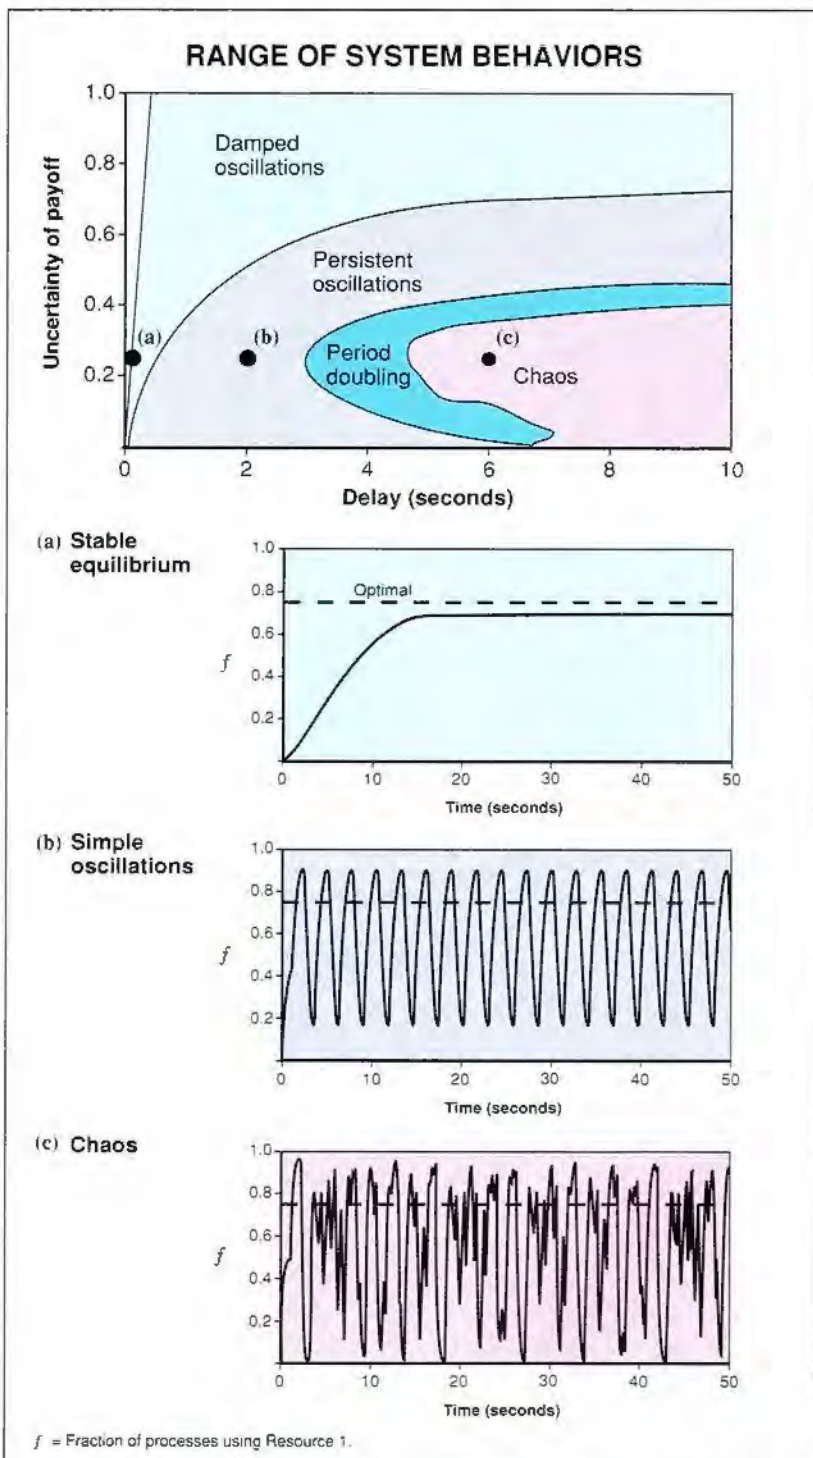 RANGE OF SYSTEM BEHAVIORS
1.0
0.8
0.6
0.4
0.2
Uncertainty of payoff
Damped
oscillations
Persistent
oscillations
Period
doubling
Chaos
(a)
(b)
(c)
0 2 4 6 8 10
Delay (seconds)
(a) Stable
equilibrium
1.0
0.8
0.6
0.4
0.2
f
Optimal
0 10 20 30 40 50
Time (seconds)
(b) Simple
oscillations
1.0
0.8
0.6
0.4
0.2
f
0 10 20 30 40 50
Time (seconds)
(c) Chaos
1.0
0.8
0.6
0.4
0.2
f
0 10 20 30 40 50
Time (seconds)
f = Fraction of processes using Resource 1.